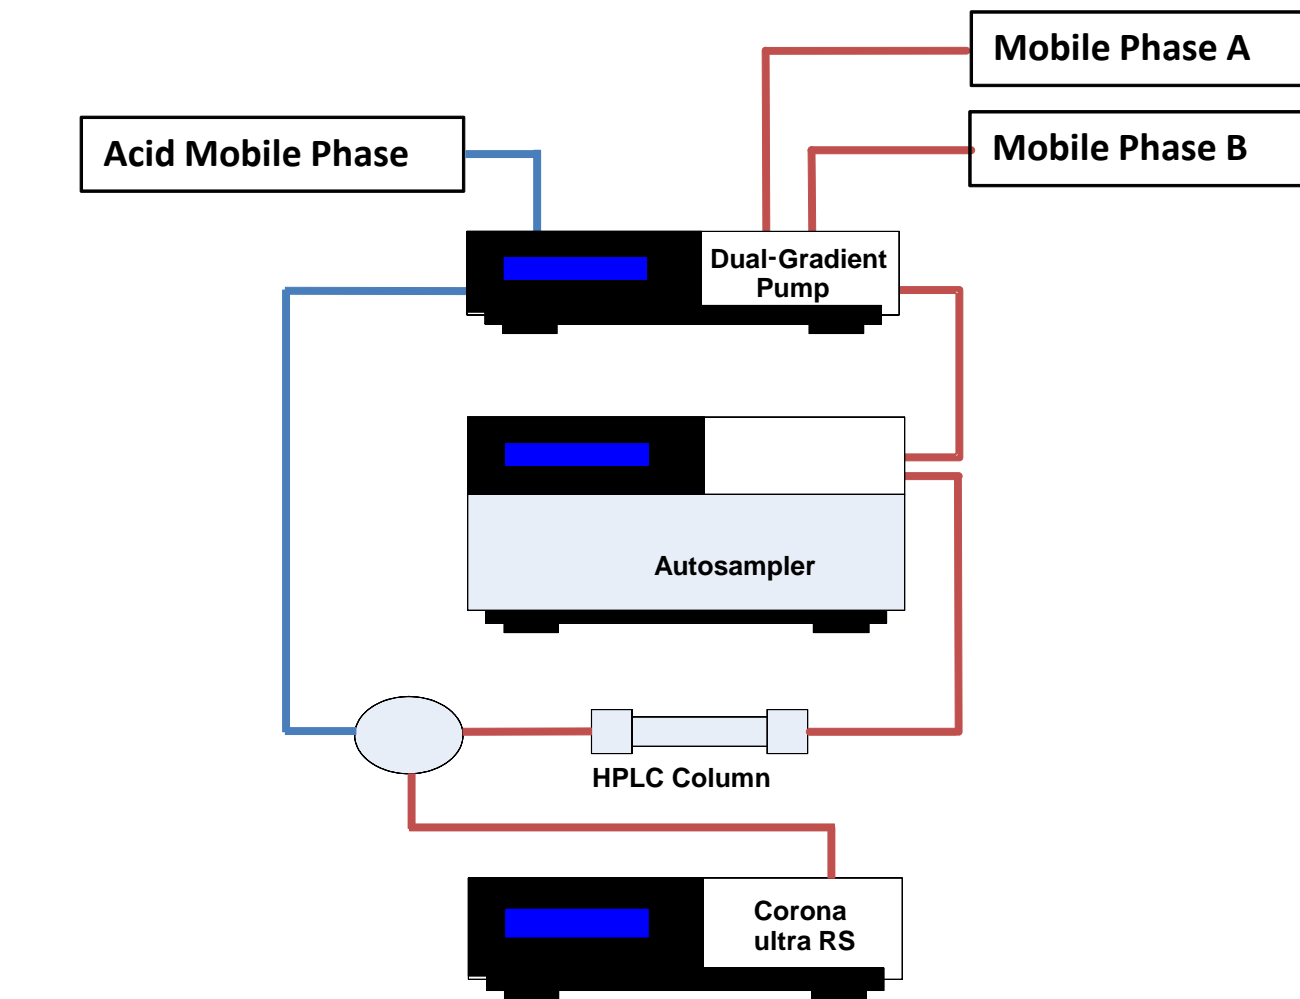 Mobile Phase A
Acid Mobile Phase
Mobile Phase B
Dual-Gradient
Pump
Autosampler
HPLC Column
Corona
ultra RS